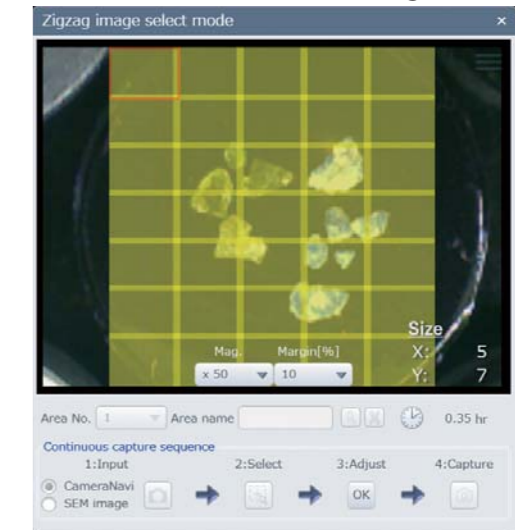 Zigzag image select mode ×
Size
Mag. Margin[%] X: 5
x 50 10 Y: 7
Area No. 1 Area name 0.35 hr
Continuous capture sequence
1:Input 2:Select 3:Adjust 4:Capture
CameraNavi
SEM image OK